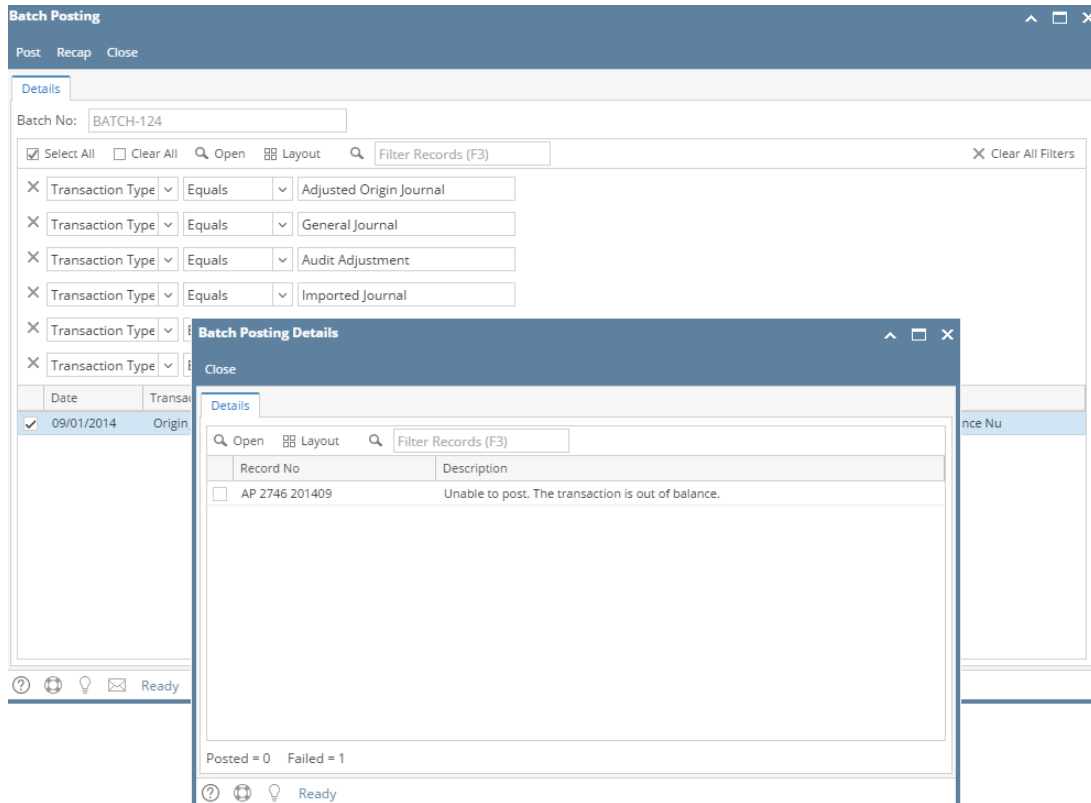 Batch Posting
Post Recap Close
Details
Batch No: BATCH-124
Select All Clear All Open Layout Filter Records (F3) Clear All Filters
Transaction Type Equals Adjusted Origin Journal
Transaction Type Equals General Journal
Transaction Type Equals Audit Adjustment
Transaction Type Equals Imported Journal
Transaction Type
Transaction Type
Date
09/01/2014 Origin
Batch Posting Details
Close
Details
Open Layout Filter Records (F3)
Record No Description
AP 2746 201409 Unable to post. The transaction is out of balance.
Posted = 0 Failed = 1
Ready
nce Nu
Ready